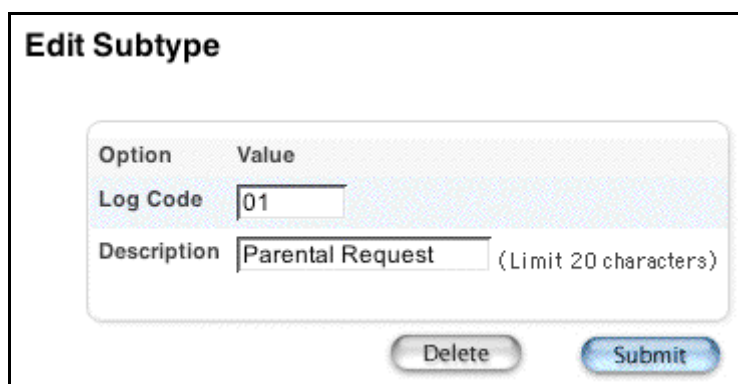 Edit Subtype
Option Value
Log Code 01
Description Parental Request (Limit 20 characters)
Delete Submit